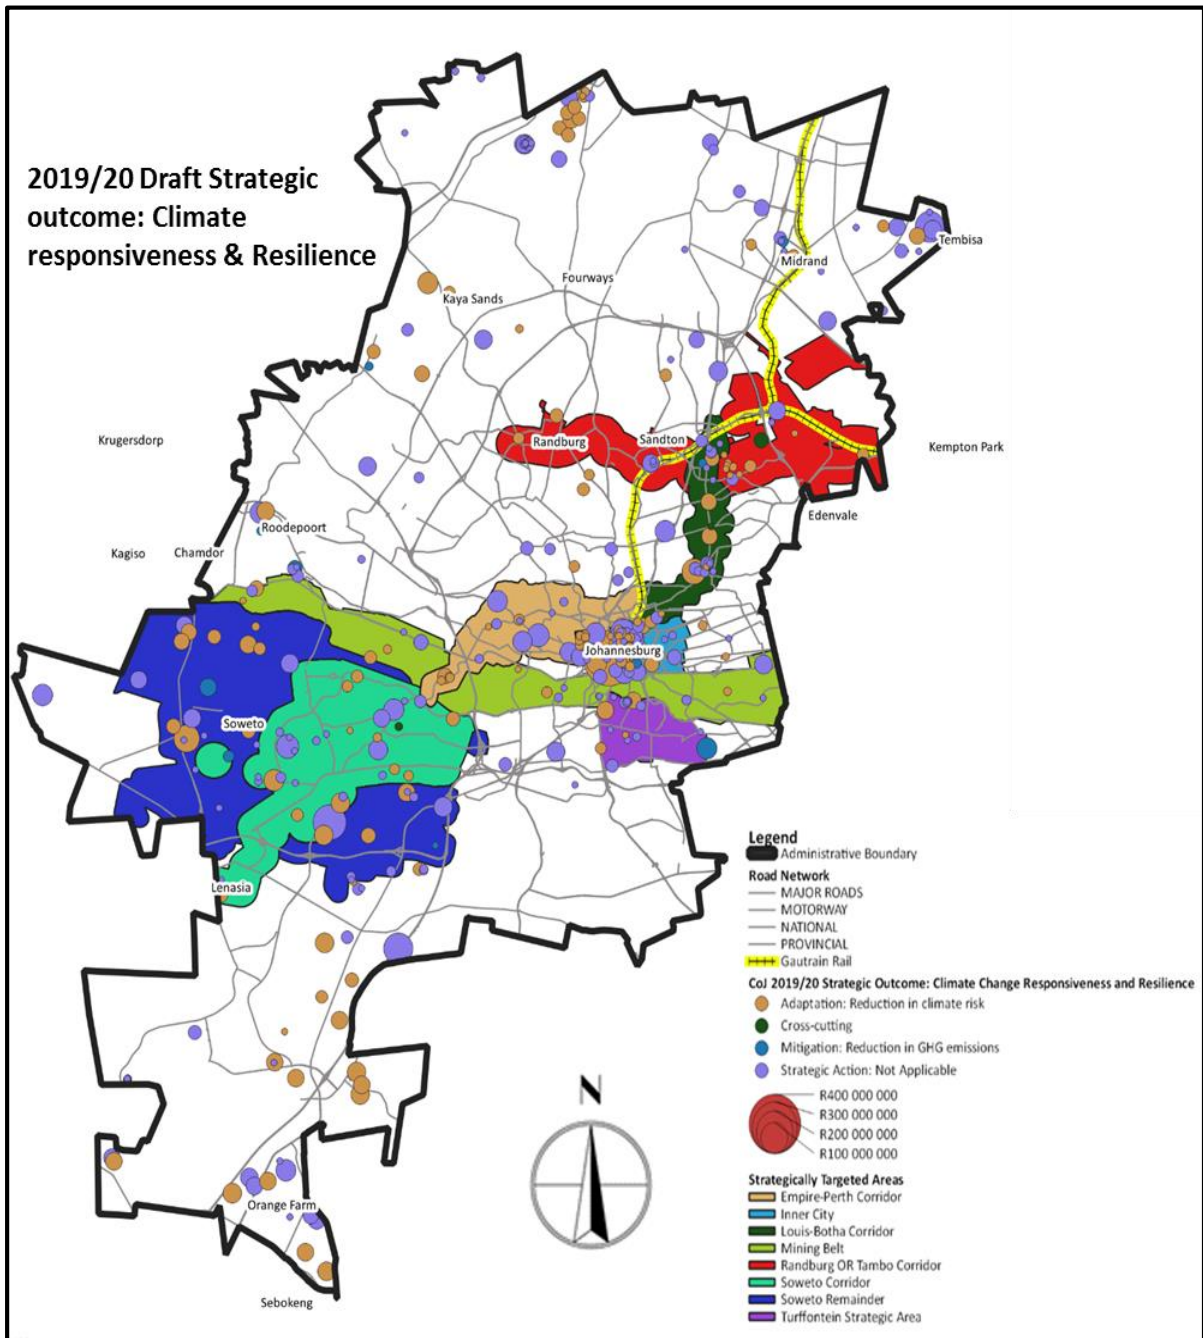 2019/20 Draft Strategic
outcome: Climate
responsiveness & Resilience
Tembisa
Midrand
Fourways
Kaya Sands
Krugersdorp
Randburg
Sandton
Kempton Park
Edenvale
Roodepoort
Kagiso
Chamdor
Johannesburg
Soweto
Lenasia
Orange Farm
Sebokeng
N
Legend
Administrative Boundary
Road Network
MAJOR ROADS
MOTORWAY
NATIONAL
PROVINCIAL
Gautrain Rail
CoJ 2019/20 Strategic Outcome: Climate Change Responsiveness and Resilience
Adaptation: Reduction in climate risk
Cross-cutting
Mitigation: Reduction in GHG emissions
Strategic Action: Not Applicable
R400 000 000
R300 000 000
R200 000 000
R100 000 000
Strategically Targeted Areas
Empire-Perth Corridor
Inner City
Louis-Botha Corridor
Mining Belt
Randburg OR Tambo Corridor
Soweto Corridor
Soweto Remainder
Turffontein Strategic Area